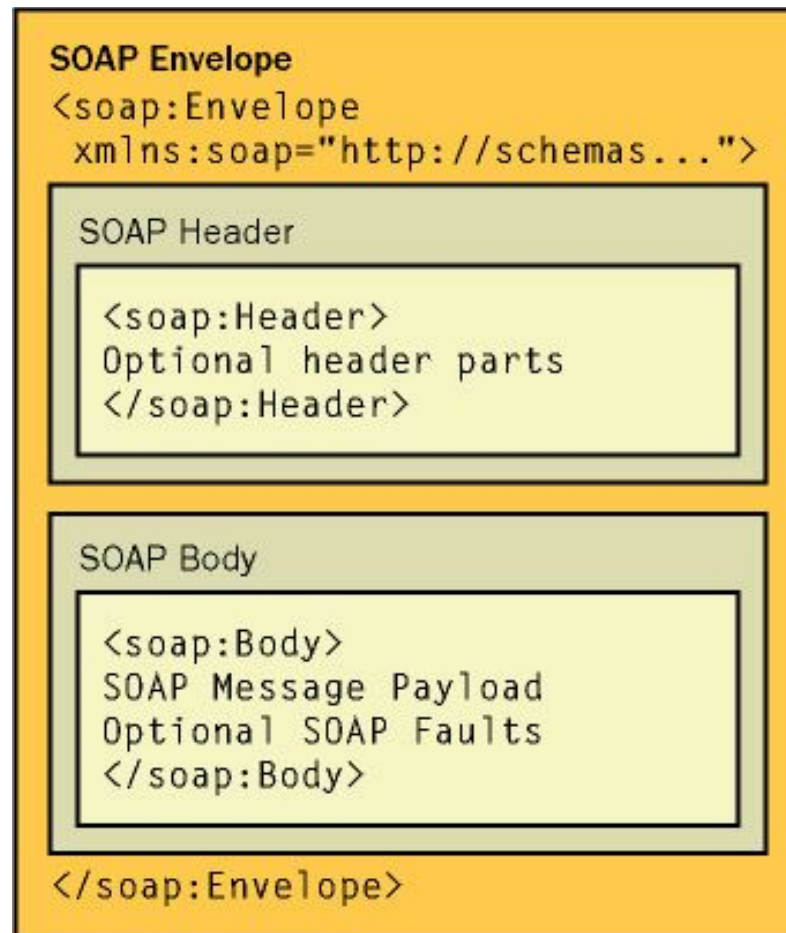 SOAP Envelope
<soap:Envelope
xmlns:soap="http://schemas...">
SOAP Header
<soap:Header>
Optional header parts
</soap:Header>
SOAP Body
<soap:Body>
SOAP Message Payload
Optional SOAP Faults
</soap:Body>
</soap:Envelope>